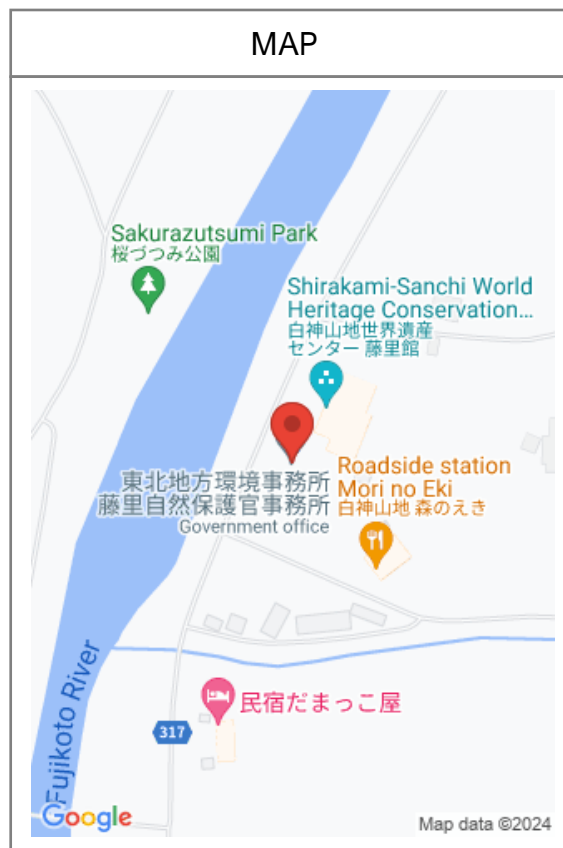 MAP
Sakurazutsumi Park
桜づつみ公園
Shirakami-Sanchi World
Heritage Conservation...
白神山地世界遺産
センター 藤里館
東北地方環境事務所
藤里自然保護官事務所
Government office
Roadside station
Mori no Eki
白神山地 森のえき
Fujikoto River
民宿だまっこ屋
317
Google
Map data ©2024